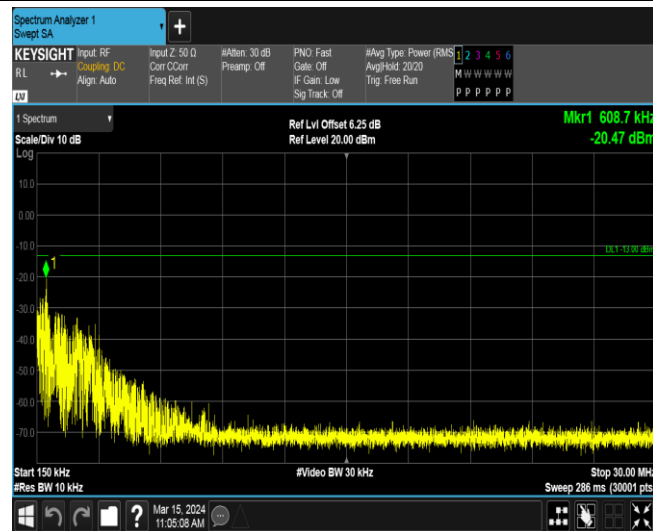 Spectrum Analyzer 1
Swept SA
+
KEYSIGHT
RL
LXI
Input: RF
Coupling: DC
Align: Auto
Input Z: 50 Ω
Corr CCorr
Freq Ref: Int (S)
#Atten: 30 dB
Preamp: Off
PNO: Fast
Gate: Off
IF Gain: Low
Sig Track: Off
#Avg Type: Power (RMS
Avg|Hold: 20/20
Trig: Free Run
1 2 3 4 5 6
M W W W W W
P P P P P P
1 Spectrum
Scale/Div 10 dB
Ref Lvl Offset 6.25 dB
Ref Level 20.00 dBm
Mkr1 608.7 kHz
-20.47 dBm
Log
10.0
0.00
-10.0
-20.0
-30.0
-40.0
-50.0
-60.0
-70.0
DL1 -13.00 dBm
1
Start 150 kHz
#Res BW 10 kHz
#Video BW 30 kHz
Stop 30.00 MHz
Sweep 286 ms (30001 pts
?
Mar 15, 2024
11:05:08 AM